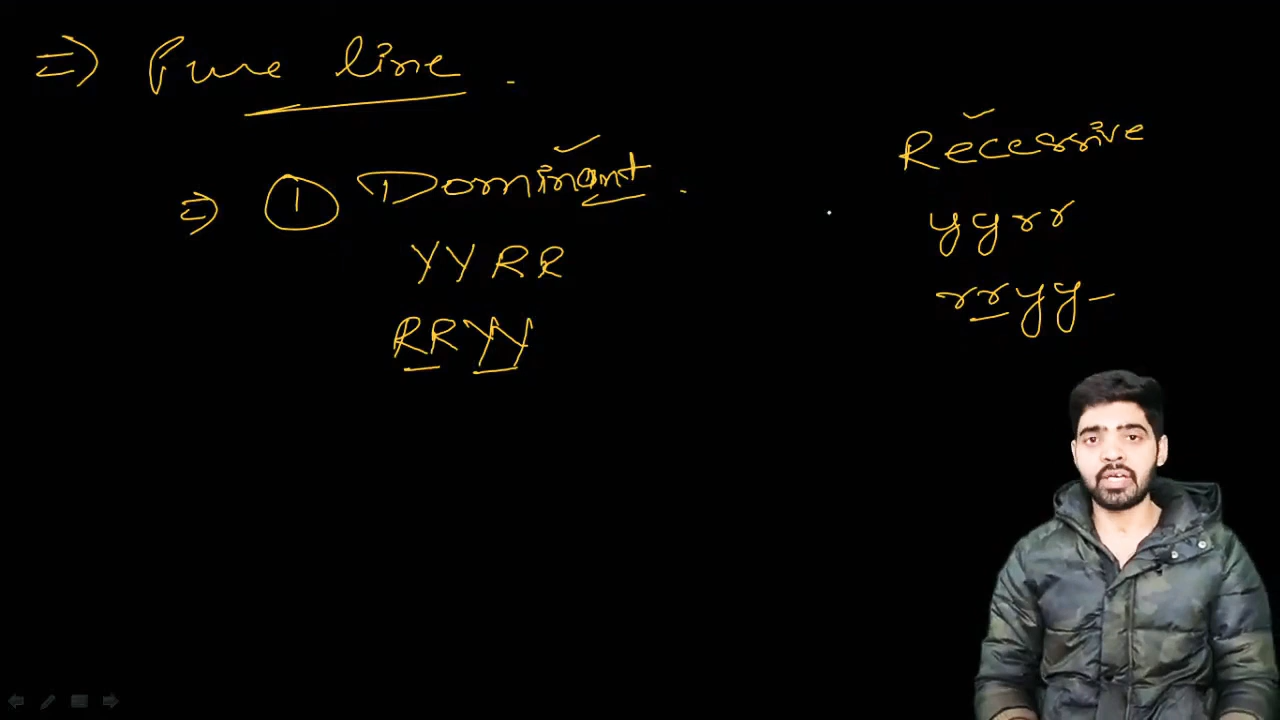 => Pure line .
=> 1 Dominant .
YYRR
RRYY
Recessive
yyrr
rryy